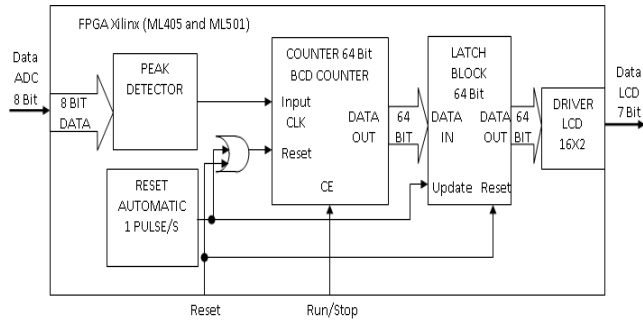 FPGA Xilinx (ML405 and ML501)
Data
ADC
8 Bit
8 BIT
DATA
PEAK
DETECTOR
COUNTER 64 Bit
BCD COUNTER
Input
CLK
Reset
DATA
OUT
CE
64
BIT
LATCH
BLOCK
64 Bit
DATA
IN
DATA
OUT
Update
Reset
64
BIT
DRIVER
LCD
16X2
Data
LCD
7 Bit
RESET
AUTOMATIC
1 PULSE/S
Reset
Run/Stop